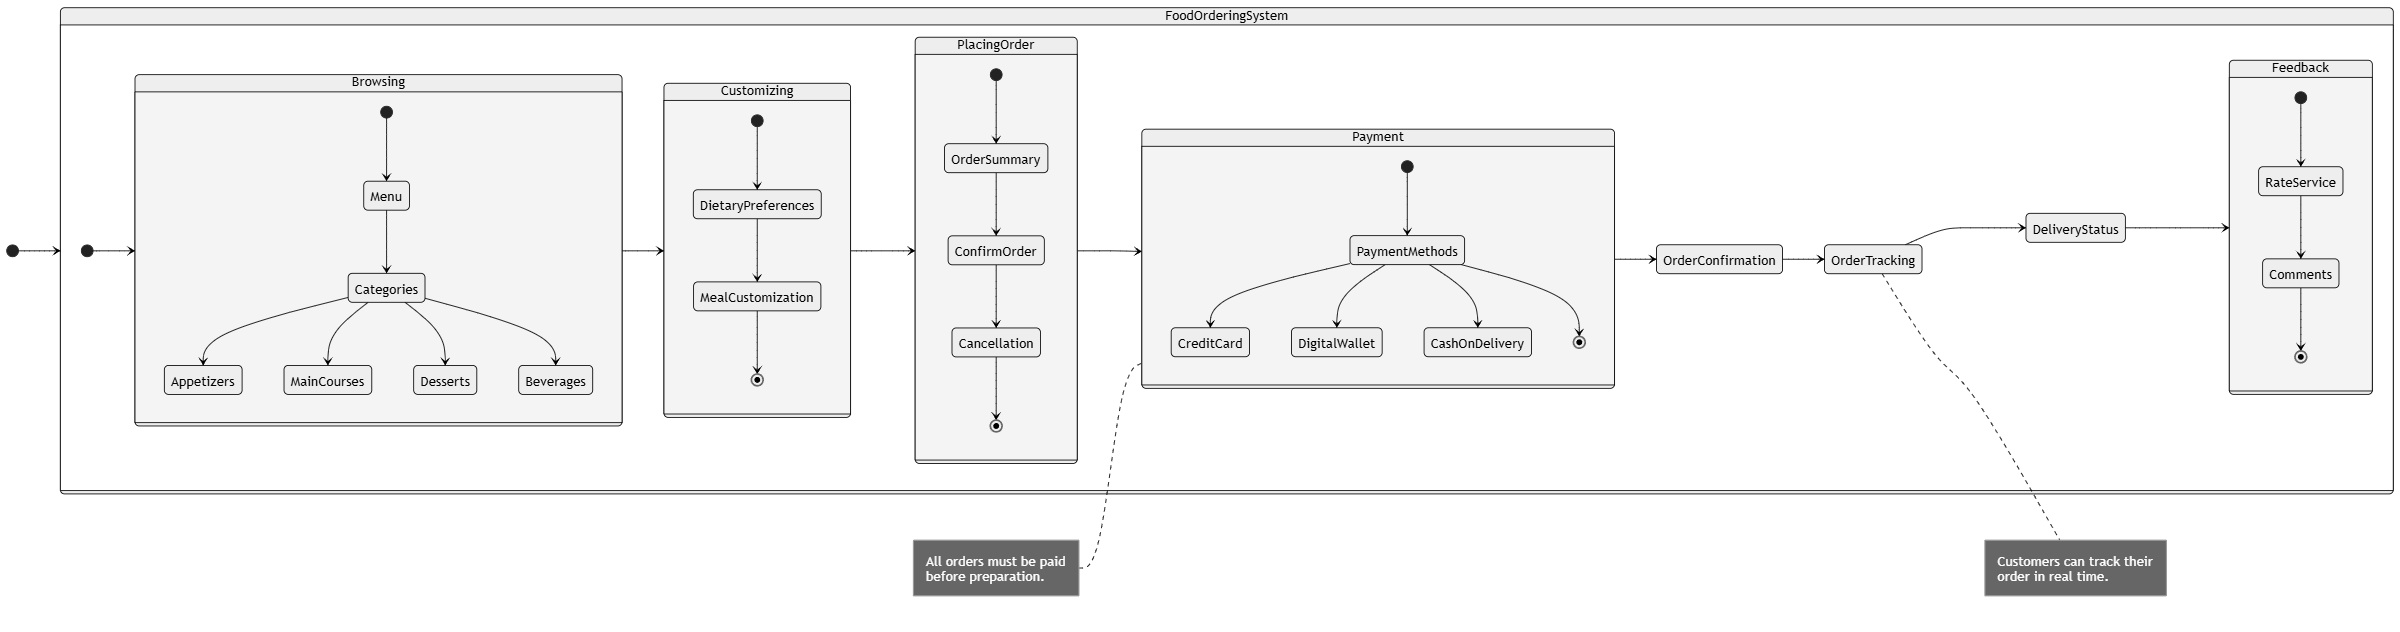 FoodOrderingSystem
Browsing
Menu
Categories
Appetizers
MainCourses
Desserts
Beverages
Customizing
DietaryPreferences
MealCustomization
PlacingOrder
OrderSummary
ConfirmOrder
Cancellation
Payment
PaymentMethods
CreditCard
DigitalWallet
CashOnDelivery
OrderConfirmation
OrderTracking
DeliveryStatus
Feedback
RateService
Comments
All orders must be paid
before preparation.
Customers can track their
order in real time.